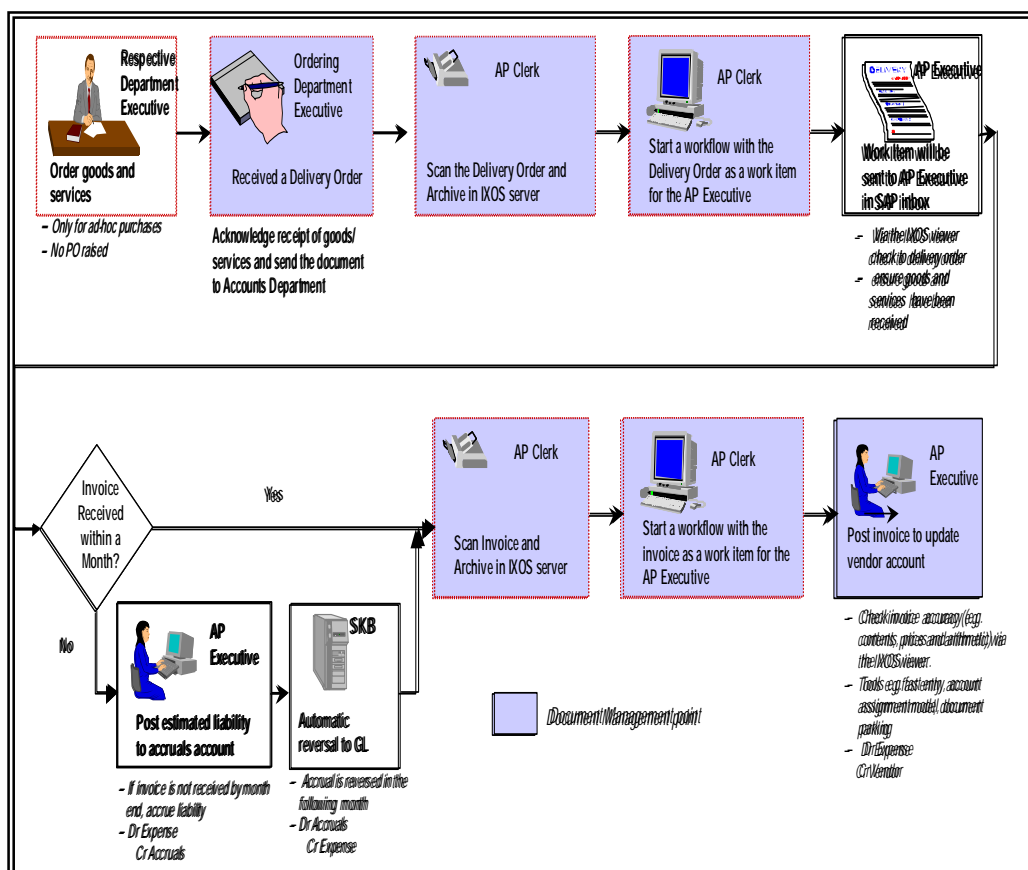 Respective
Department
Executive
Order goods and
services
– Only for ad-hoc purchases
– No PO raised
Ordering
Department
Executive
Received a Delivery Order
Acknowledge receipt of goods/
services and send the document
to Accounts Department
AP Clerk
Scan the Delivery Order and
Archive in IXOS server
AP Clerk
Start a workflow with the
Delivery Order as a work item
for the AP Executive
AP Executive
Work Item will be
sent to AP Executive
in SAP inbox
– Via the IXOS viewer
check to delivery order
– ensure goods and
services have been
received
Invoice
Received
within a
Month?
Yes
No
AP
Executive
Post estimated liability
to accruals account
– If invoice is not received by month
end, accrue liability
– Dr Expense
Cr Accruals
SKB
Automatic
reversal to GL
– Accrual is reversed in the
following month
– Dr Accruals
Cr Expense
AP Clerk
Scan Invoice and
Archive in IXOS server
AP Clerk
Start a workflow with the
invoice as a work item for the
AP Executive
AP
Executive
Post invoice to update
vendor account
– Check invoice accuracy (e.g.
contents, prices and arithmetic) via
the IXOS viewer.
– Tools e.g. fast entry, account
assignment model, document
parking
– Dr Expense
Cr Vendor
Document Management point